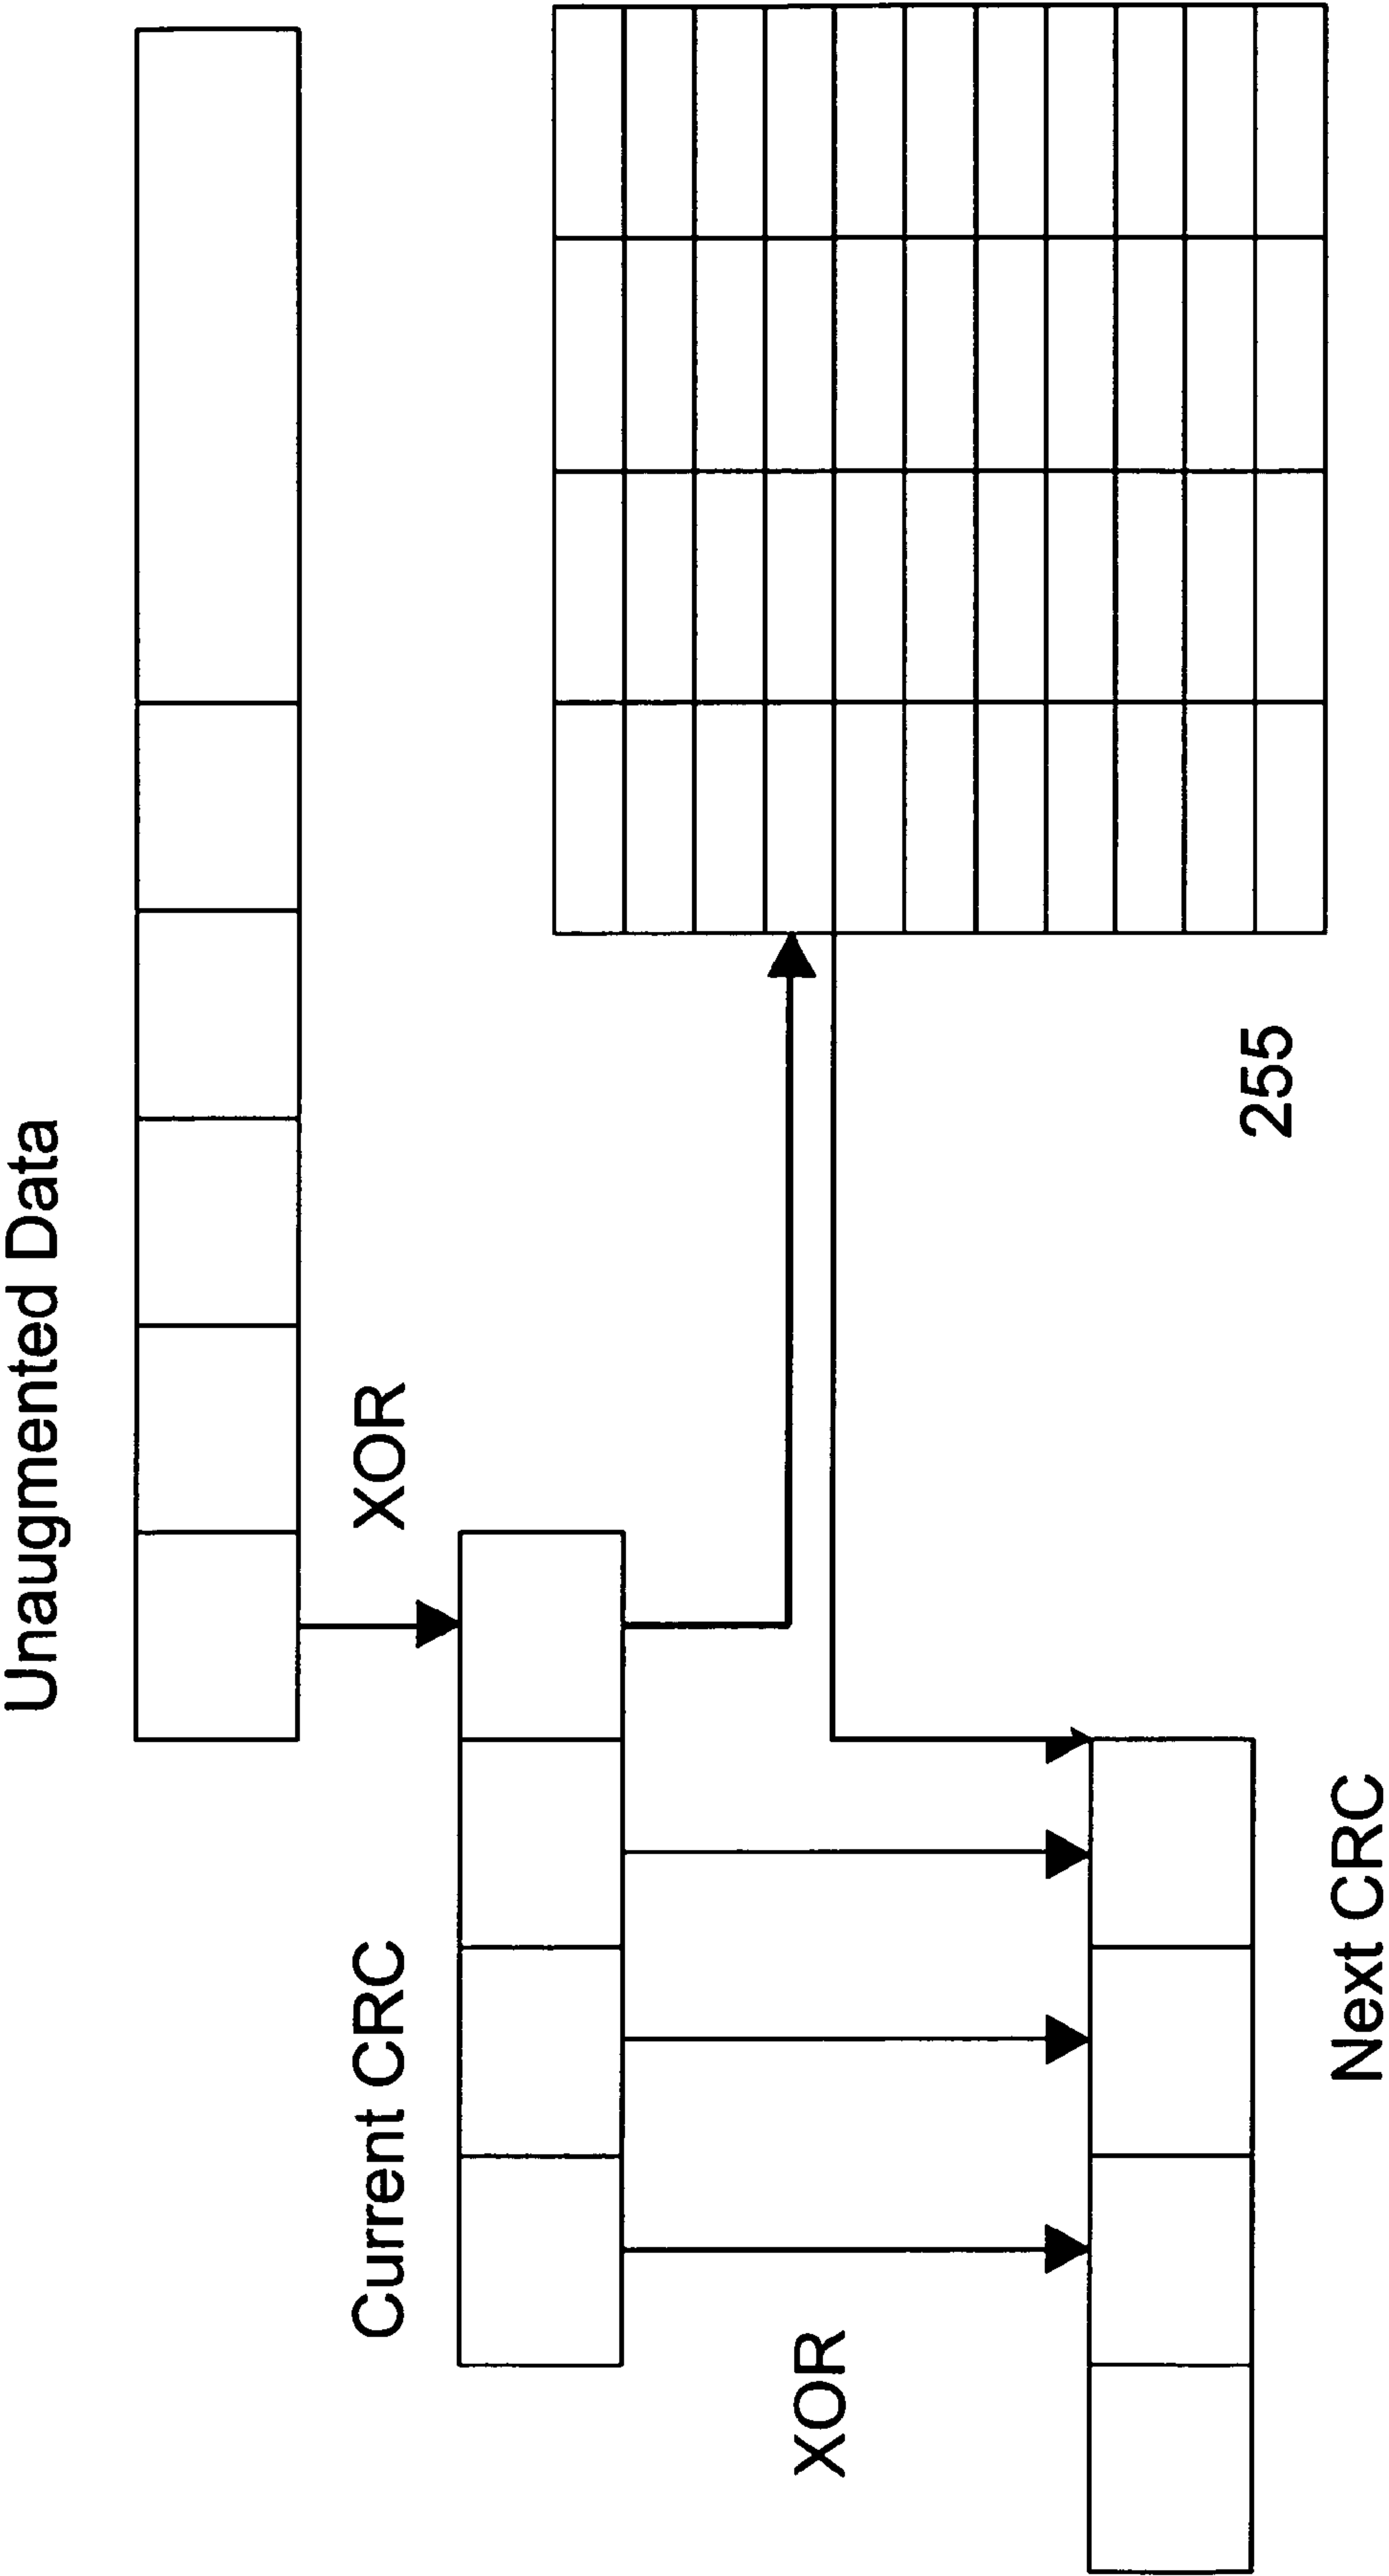 Unaugmented Data
XOR
Current CRC
255
XOR
Next CRC